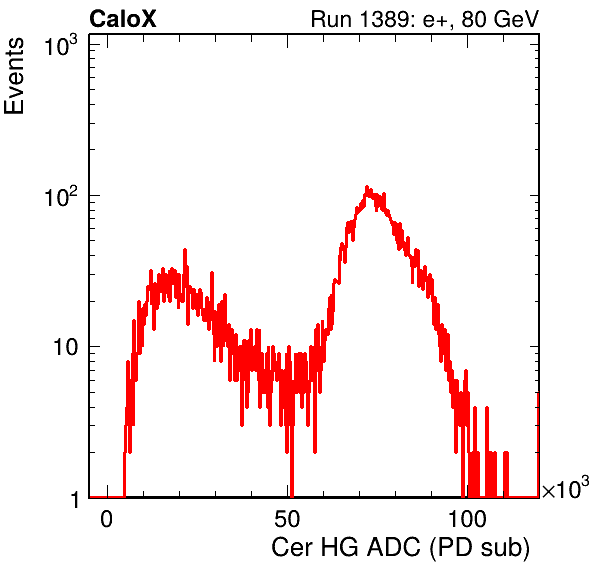 CaloX Run 1389: e+, 80 GeV
Events
10³
10²
10
1
0 50 100 ×10³
Cer HG ADC (PD sub)